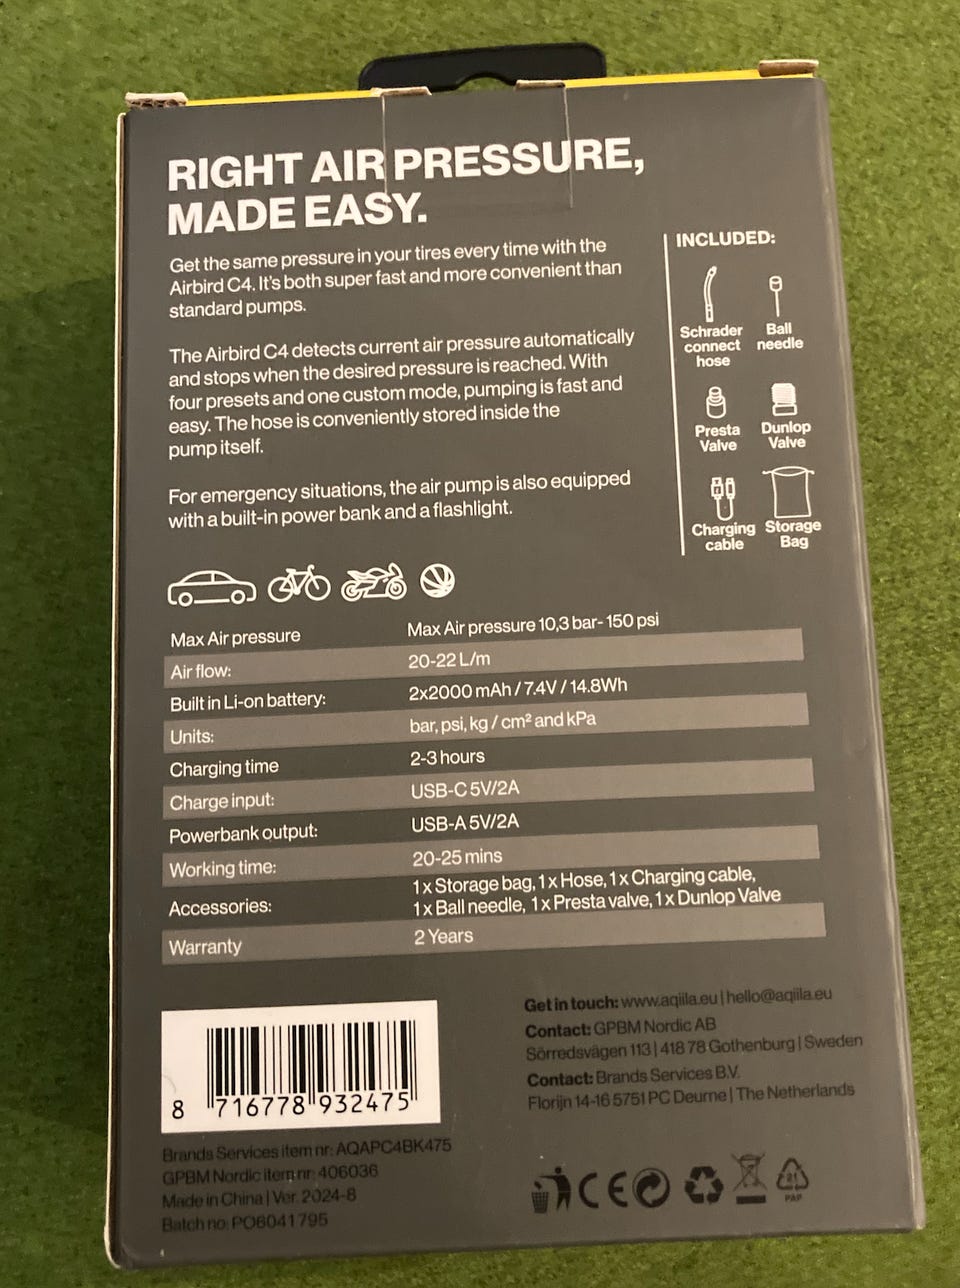 RIGHT AIR PRESSURE,
MADE EASY.
Get the same pressure in your tires every time with the
Airbird C4. It's both super fast and more convenient than
standard pumps.
The Airbird C4 detects current air pressure automatically
and stops when the desired pressure is reached. With
four presets and one custom mode, pumping is fast and
easy. The hose is conveniently stored inside the
pump itself.
For emergency situations, the air pump is also equipped
with a built-in power bank and a flashlight.
INCLUDED:
Schrader
connect
hose
Ball
needle
Presta
Valve
Dunlop
Valve
Charging
cable
Storage
Bag
Max Air pressure Max Air pressure 10,3 bar- 150 psi
Air flow: 20-22 L/m
Built in Li-on battery: 2x2000 mAh / 7.4V / 14.8Wh
Units: bar, psi, kg / cm² and kPa
Charging time 2-3 hours
Charge input: USB-C 5V/2A
Powerbank output: USB-A 5V/2A
Working time: 20-25 mins
Accessories: 1 x Storage bag, 1 x Hose, 1 x Charging cable,
1 x Ball needle, 1 x Presta valve, 1 x Dunlop Valve
Warranty 2 Years
8 716778 932475
Brands Services item nr: AQAPC4BK475
GPBM Nordic item nr: 406036
Made in China | Ver. 2024-8
Batch no: PO6041795
Get in touch: www.aqiila.eu | hello@aqiila.eu
Contact: GPBM Nordic AB
Sörredsvägen 113 | 418 78 Gothenburg | Sweden
Contact: Brands Services B.V.
Florijn 14-16 5751 PC Deurne | The Netherlands
CE
21
PAP